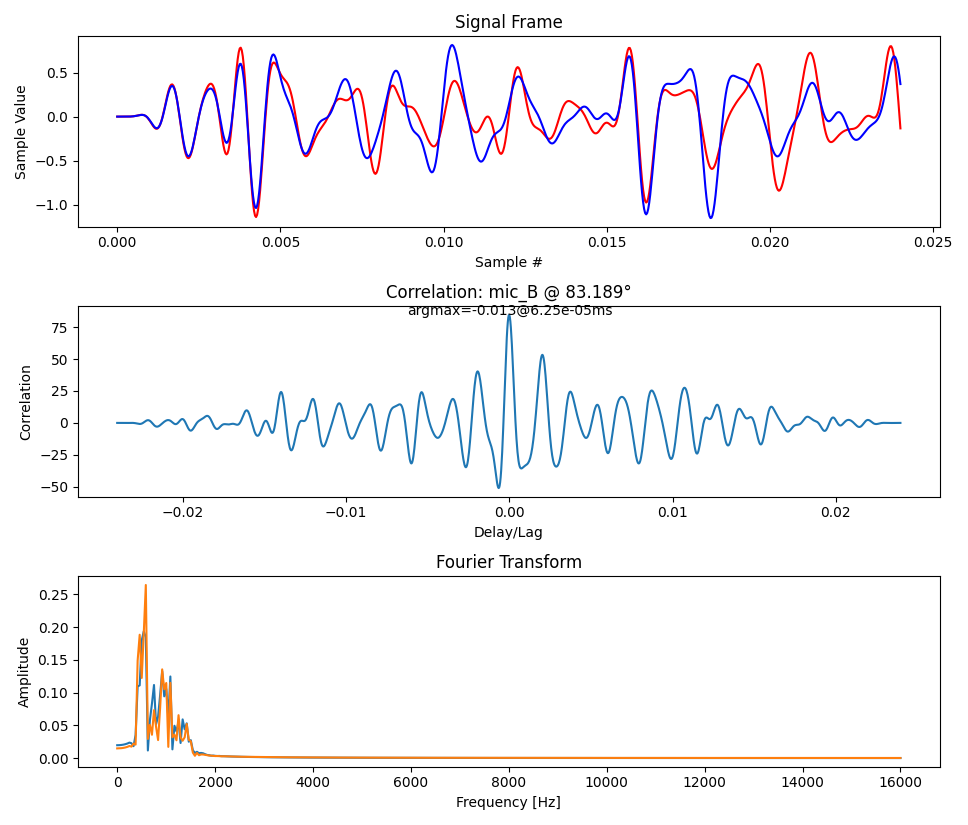 Signal Frame
Sample Value
0.5
0.0
−0.5
−1.0
0.000 0.005 0.010 0.015 0.020 0.025
Sample #
Correlation: mic_B @ 83.189°
argmax=-0.013@6.25e-05ms
Correlation
75
50
25
0
−25
−50
−0.02 −0.01 0.00 0.01 0.02
Delay/Lag
Fourier Transform
Amplitude
0.25
0.20
0.15
0.10
0.05
0.00
0 2000 4000 6000 8000 10000 12000 14000 16000
Frequency [Hz]